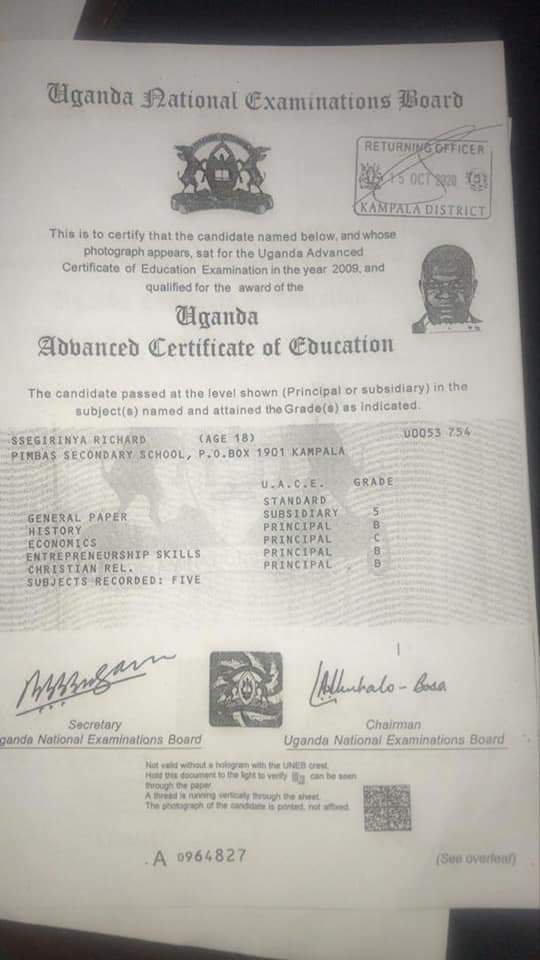 Uganda National Examinations Board
RETURNING OFFICER
15 OCT 2020
KAMPALA DISTRICT
This is to certify that the candidate named below, and whose
photograph appears, sat for the Uganda Advanced
Certificate of Education Examination in the year 2009, and
qualified for the award of the
Uganda
Advanced Certificate of Education
The candidate passed at the level shown (Principal or subsidiary) in the
subject(s) named and attained the Grade(s) as indicated.
SSEGIRINYA RICHARD (AGE 18) U0053 754
PIMBAS SECONDARY SCHOOL, P.O.BOX 1901 KAMPALA
U.A.C.E. GRADE
STANDARD
GENERAL PAPER SUBSIDIARY 5
HISTORY PRINCIPAL B
ECONOMICS PRINCIPAL C
ENTREPRENEURSHIP SKILLS PRINCIPAL B
CHRISTIAN REL. PRINCIPAL B
SUBJECTS RECORDED: FIVE
Secretary
ganda National Examinations Board
Chairman
Uganda National Examinations Board
Not valid without a hologram with the UNEB crest.
Hold this document to the light to verify can be seen
through the paper.
A thread is running vertically through the sheet.
The photograph of the candidate is printed, not affixed.
A 0964827
(See overleaf)